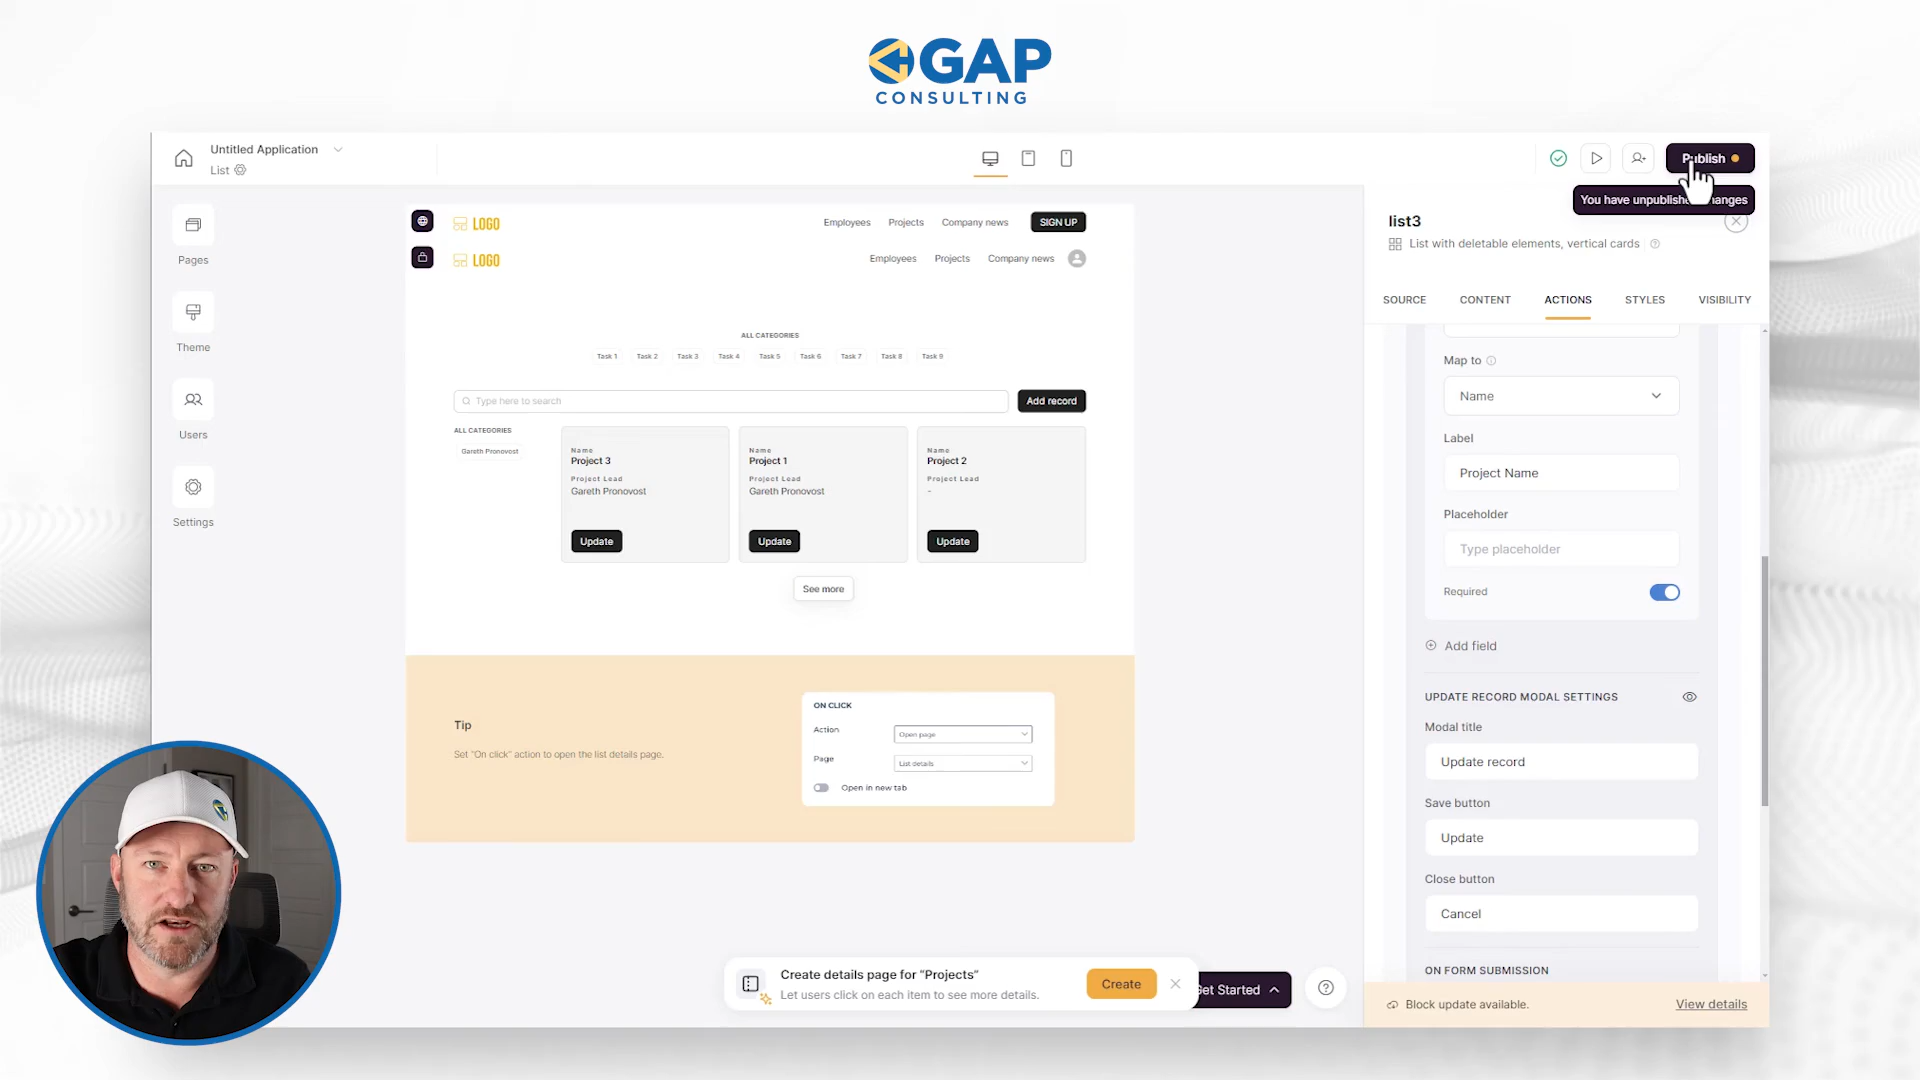 GAP
CONSULTING
Untitled Application
List
Publish
You have unpublishe anges
Pages
Theme
Users
Settings
LOGO
Employees
Projects
Company news
SIGN UP
LOGO
Employees
Projects
Company news
ALL CATEGORIES
Task 1
Task 2
Task 3
Task 4
Task 5
Task 6
Task 7
Task 8
Task 9
Type here to search
Add record
ALL CATEGORIES
Gareth Pronovost
Name
Project 3
Project Lead
Gareth Pronovost
Update
Name
Project 1
Project Lead
Gareth Pronovost
Update
Name
Project 2
Project Lead
-
Update
See more
Tip
Set "On click" action to open the list details page.
ON CLICK
Action
Open page
Page
List details
Open in new tab
Create details page for “Projects”
Let users click on each item to see more details.
Create
Get Started
list3
List with deletable elements, vertical cards
SOURCE
CONTENT
ACTIONS
STYLES
VISIBILITY
Map to
Name
Label
Project Name
Placeholder
Type placeholder
Required
Add field
UPDATE RECORD MODAL SETTINGS
Modal title
Update record
Save button
Update
Close button
Cancel
ON FORM SUBMISSION
Block update available.
View details